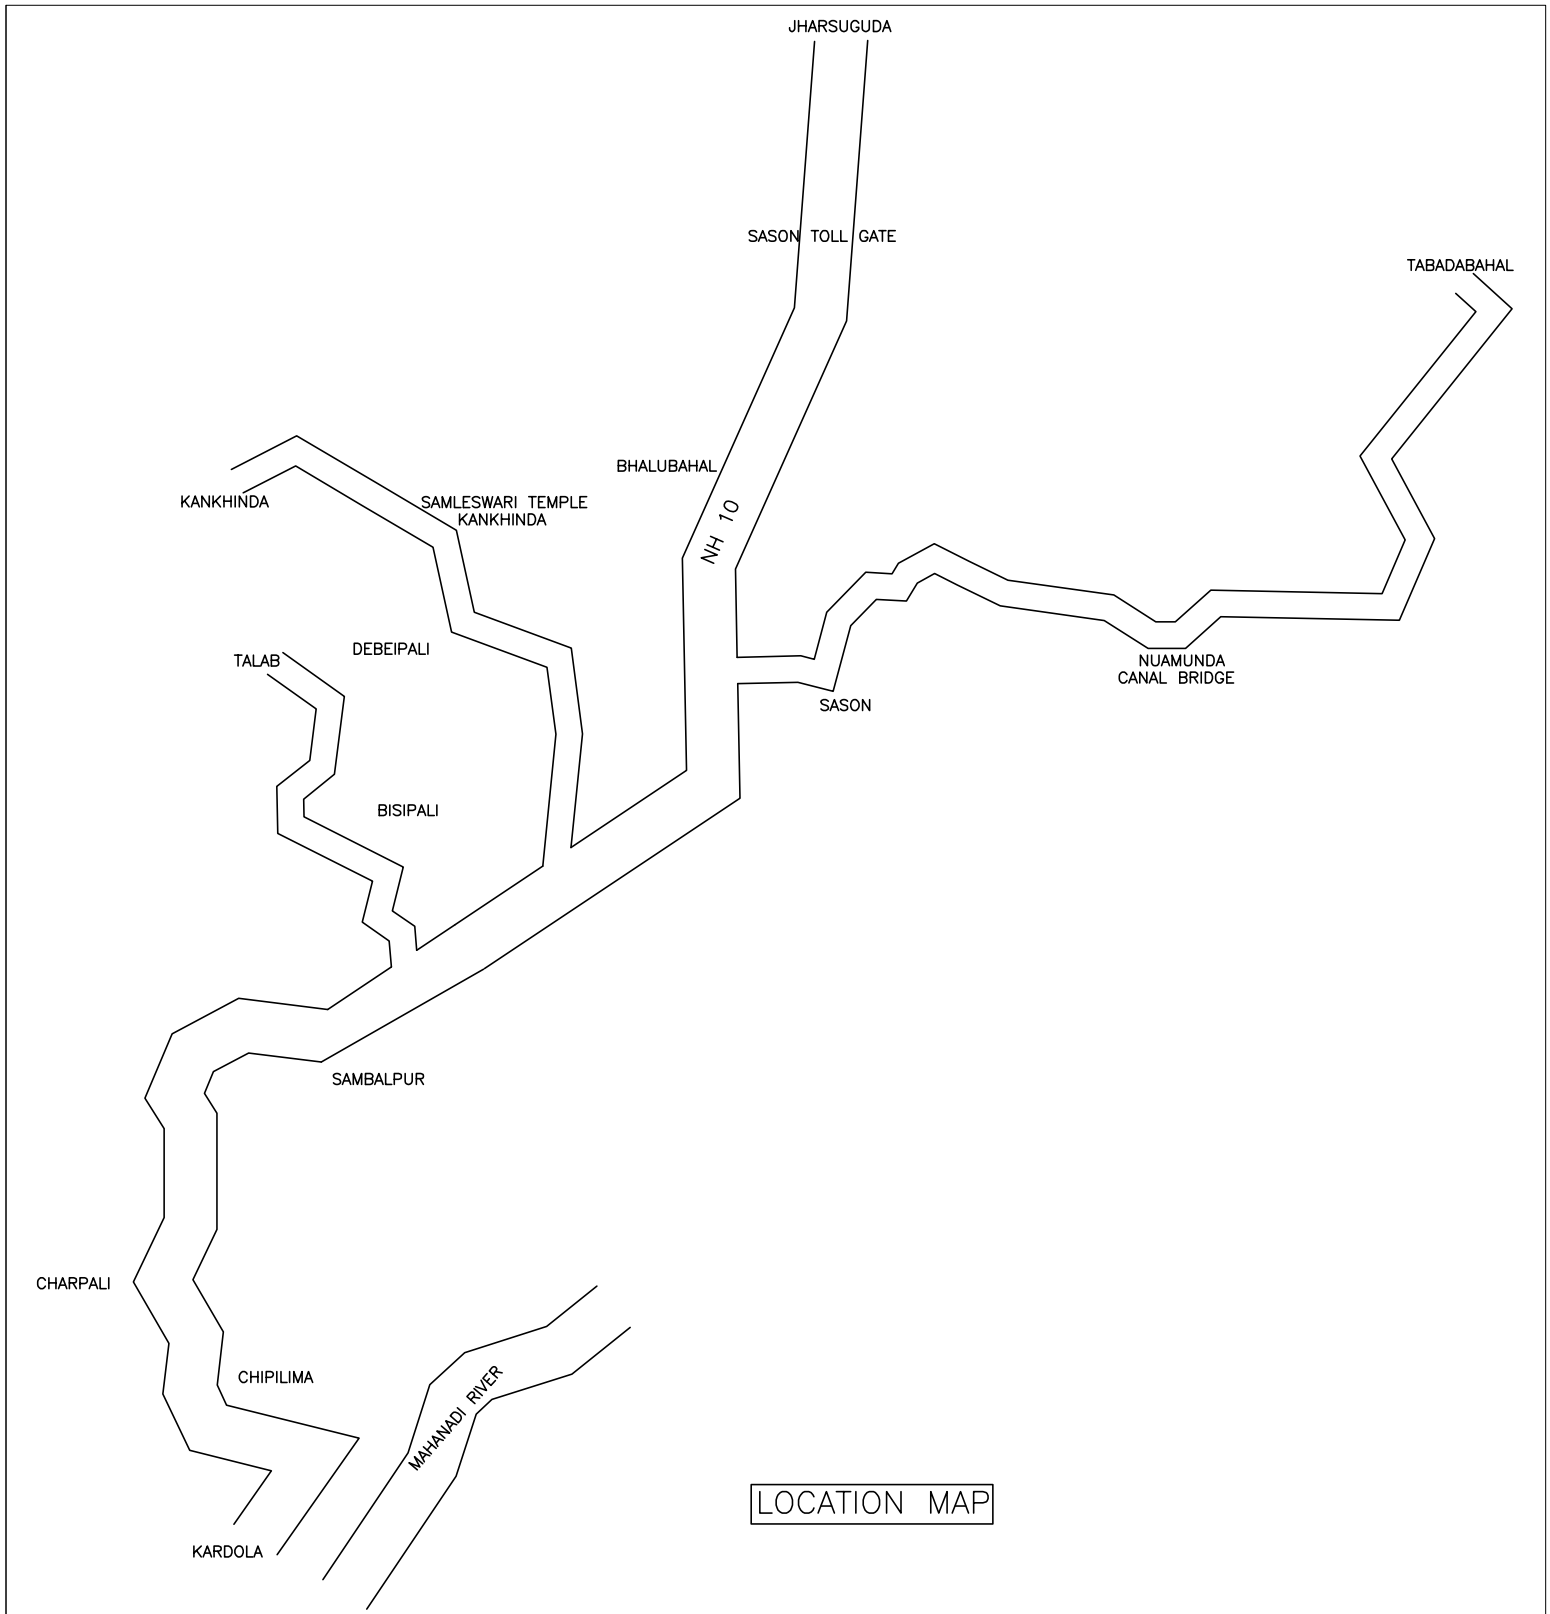 JHARSUGUDA
SASON TOLL GATE
TABADABAHAL
BHALUBAHAL
KANKHINDA
SAMLESWARI TEMPLE
KANKHINDA
NH 10
DEBEIPALI
TALAB
NUAMUNDA
CANAL BRIDGE
SASON
BISIPALI
SAMBALPUR
CHARPALI
CHIPILIMA
MAHANADI RIVER
LOCATION MAP
KARDOLA